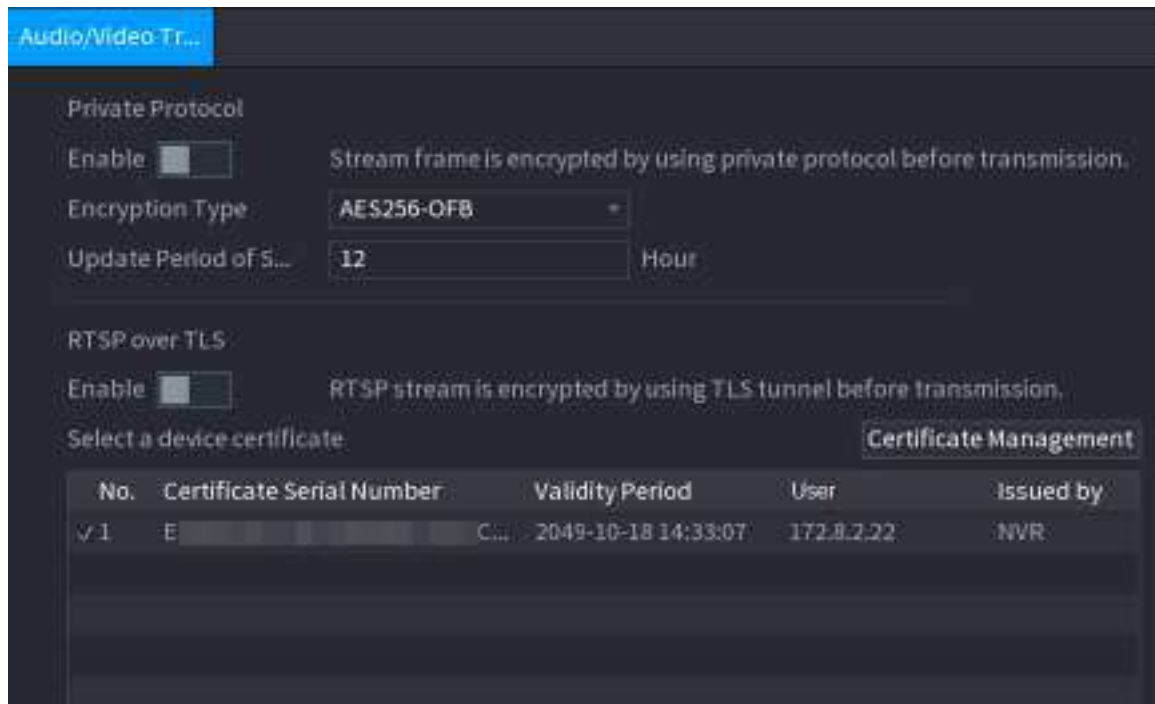 Audio/Video Tr...
Private Protocol
Enable Stream frame is encrypted by using private protocol before transmission.
Encryption Type AES256-OFB
Update Period of S... 12 Hour
RTSP over TLS
Enable RTSP stream is encrypted by using TLS tunnel before transmission.
Select a device certificate Certificate Management
No. Certificate Serial Number Validity Period User Issued by
1 E C... 2049-10-18 14:33:07 172.8.2.22 NVR